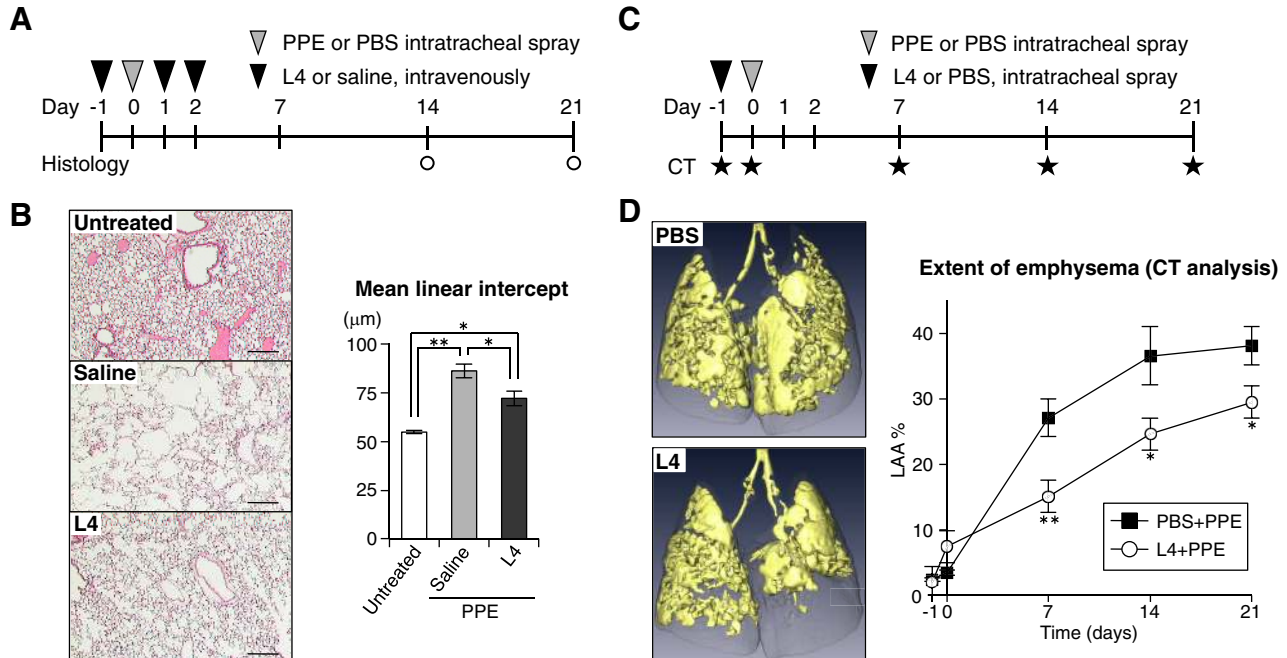 A
PPE or PBS intratracheal spray
L4 or saline, intravenously
Day -1 0 1 2 7 14 21
Histology
B
Untreated
Saline
L4
Mean linear intercept
(μm)
100
75
50
25
0
*
** *
Untreated Saline L4
PPE
C
PPE or PBS intratracheal spray
L4 or PBS, intratracheal spray
Day -1 0 1 2 7 14 21
CT
D
PBS
L4
Extent of emphysema (CT analysis)
LAA %
40
30
20
10
0
** * *
PBS+PPE
L4+PPE
-1 0 7 14 21
Time (days)